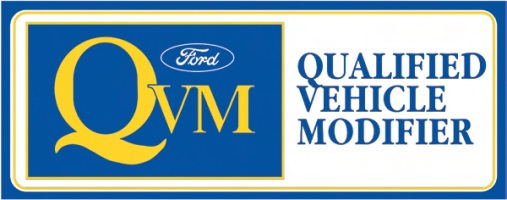 Ford
QVM
QUALIFIED
VEHICLE
MODIFIER